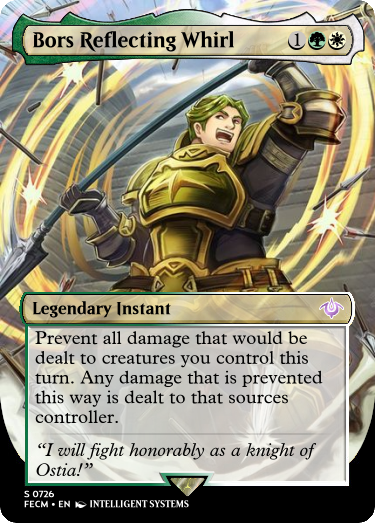 Bors Reflecting Whirl 1
Legendary Instant
Prevent all damage that would be
dealt to creatures you control this
turn. Any damage that is prevented
this way is dealt to that sources
controller.
“I will fight honorably as a knight of
Ostia!”
S 0726
FECM • EN INTELLIGENT SYSTEMS